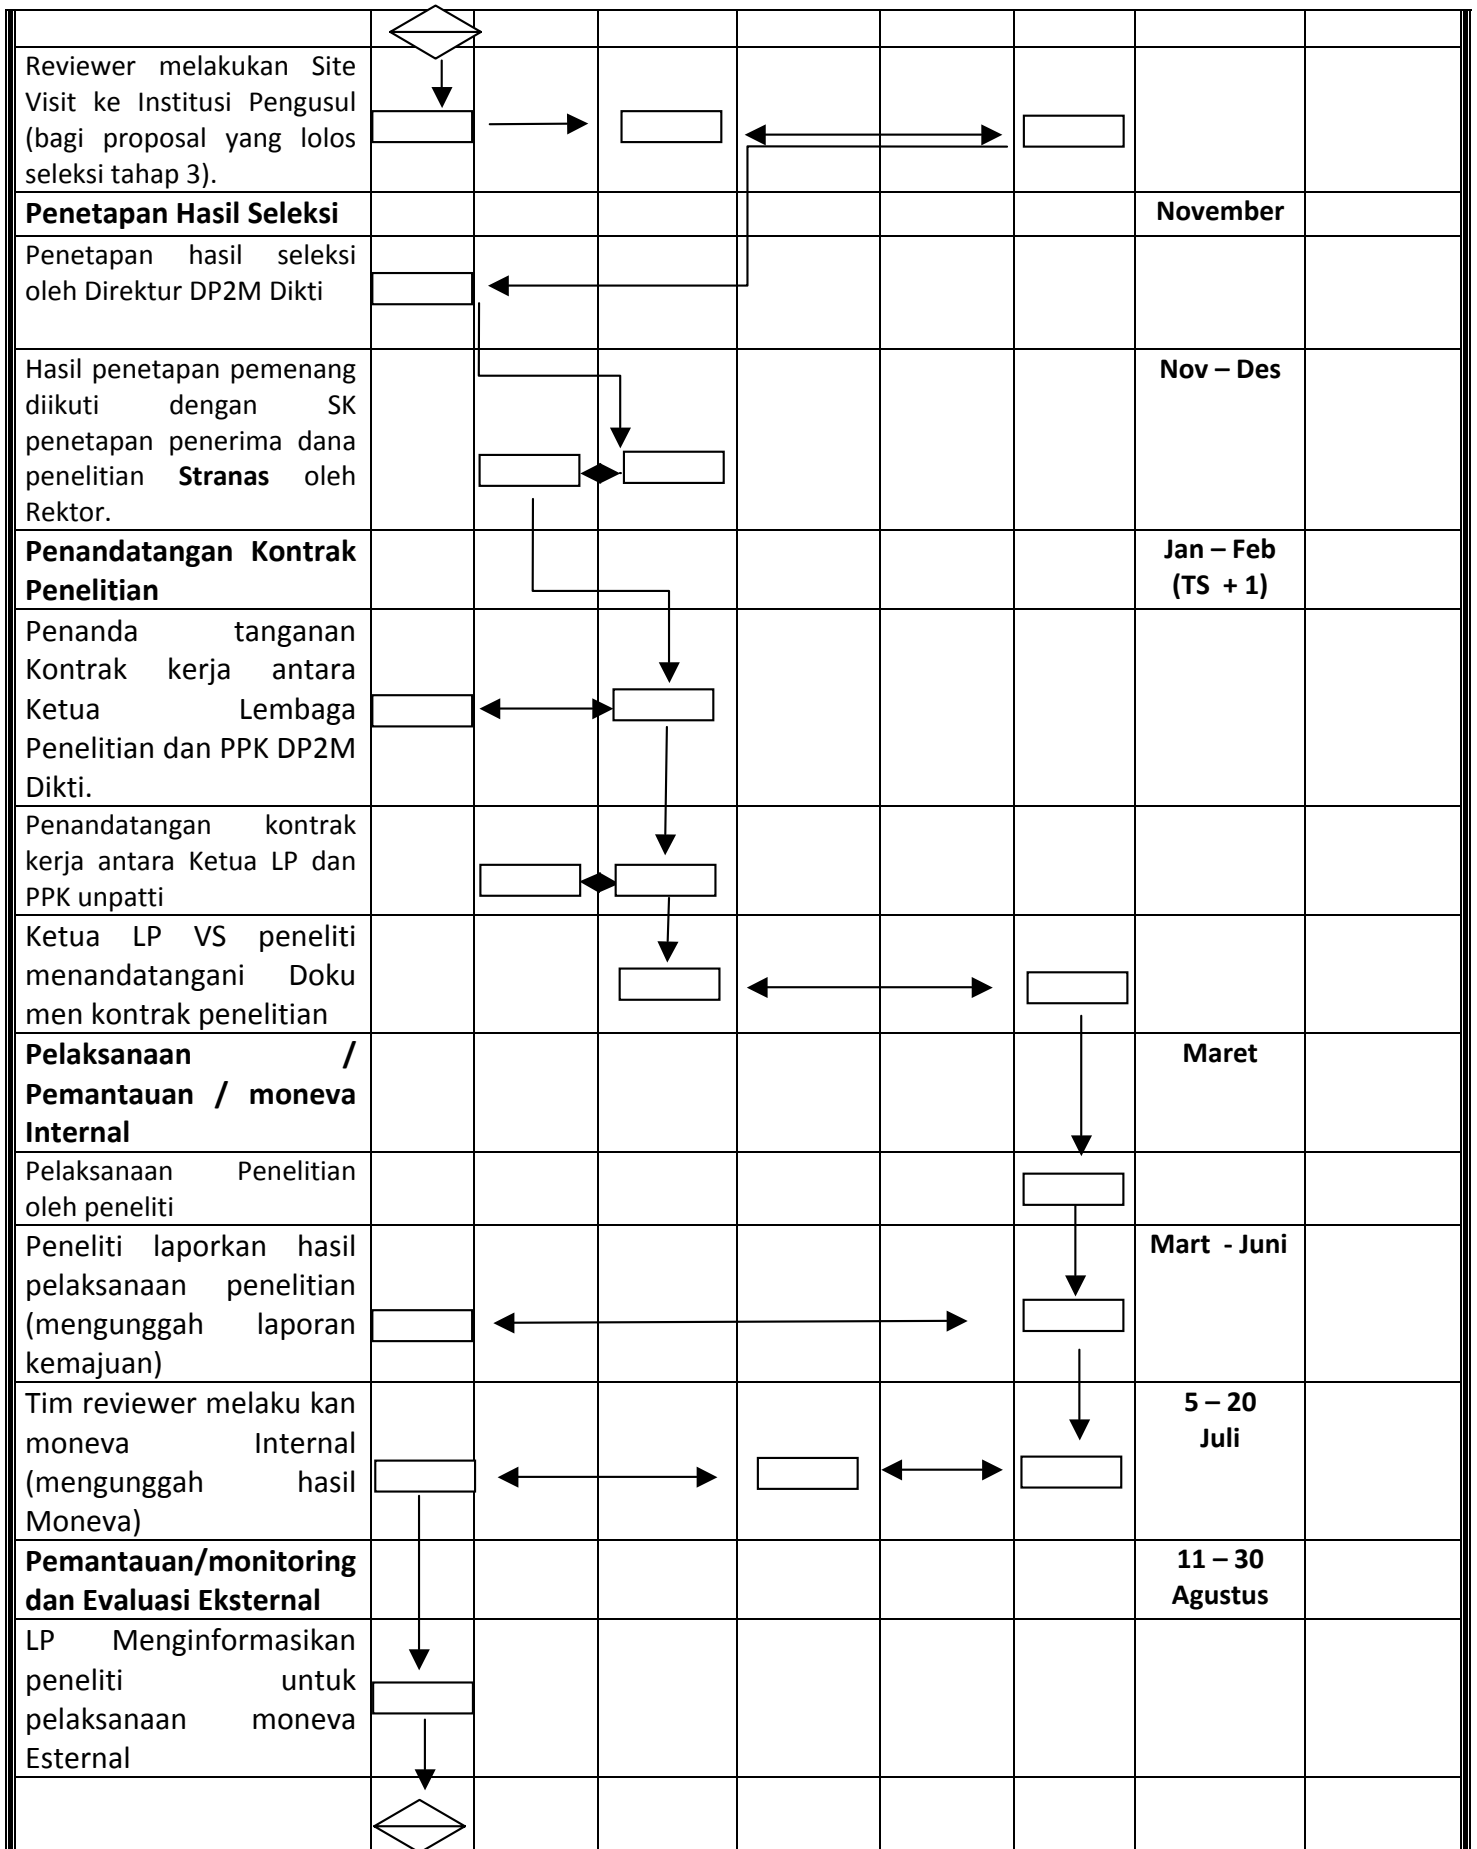 Reviewer melakukan Site
Visit ke Institusi Pengusul
(bagi proposal yang lolos
seleksi tahap 3).
Penetapan Hasil Seleksi
November
Penetapan hasil seleksi
oleh Direktur DP2M Dikti
Hasil penetapan pemenang
diikuti dengan SK
penetapan penerima dana
penelitian Stranas oleh
Rektor.
Nov – Des
Penandatangan Kontrak
Penelitian
Jan – Feb
(TS + 1)
Penanda tanganan
Kontrak kerja antara
Ketua Lembaga
Penelitian dan PPK DP2M
Dikti.
Penandatangan kontrak
kerja antara Ketua LP dan
PPK unpatti
Ketua LP VS peneliti
menandatangani Doku
men kontrak penelitian
Pelaksanaan /
Pemantauan / moneva
Internal
Maret
Pelaksanaan Penelitian
oleh peneliti
Peneliti laporkan hasil
pelaksanaan penelitian
(mengunggah laporan
kemajuan)
Mart - Juni
Tim reviewer melaku kan
moneva Internal
(mengunggah hasil
Moneva)
5 – 20
Juli
Pemantauan/monitoring
dan Evaluasi Eksternal
11 – 30
Agustus
LP Menginformasikan
peneliti untuk
pelaksanaan moneva
Esternal